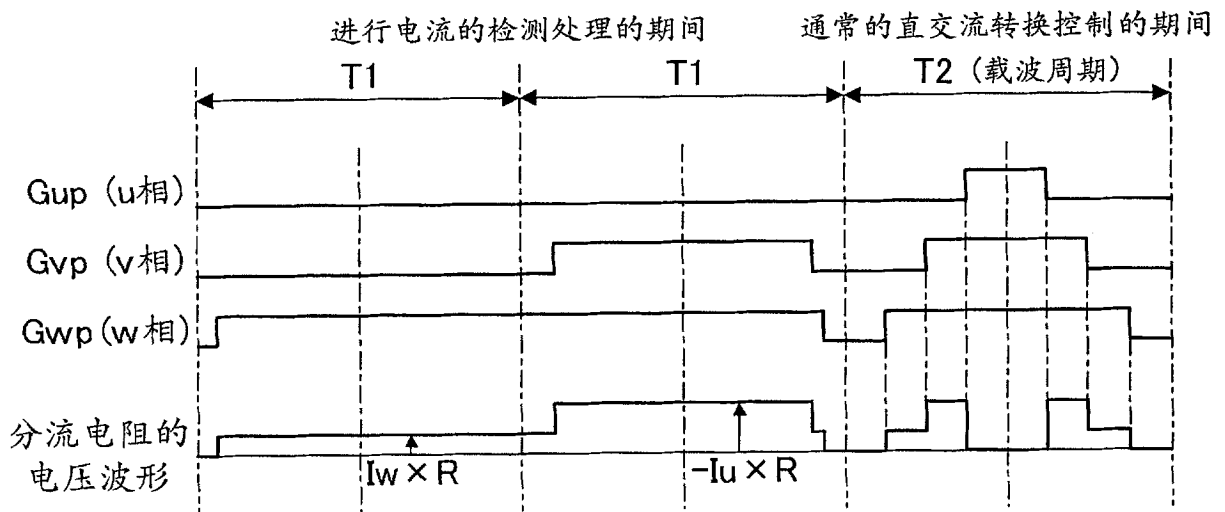 进行电流的检测处理的期间
通常的直交流转换控制的期间
T1
T1
T2 (载波周期)
Gup (u相)
Gvp (v相)
Gwp(w相)
分流电阻的
电压波形
Iw×R
-Iu×R